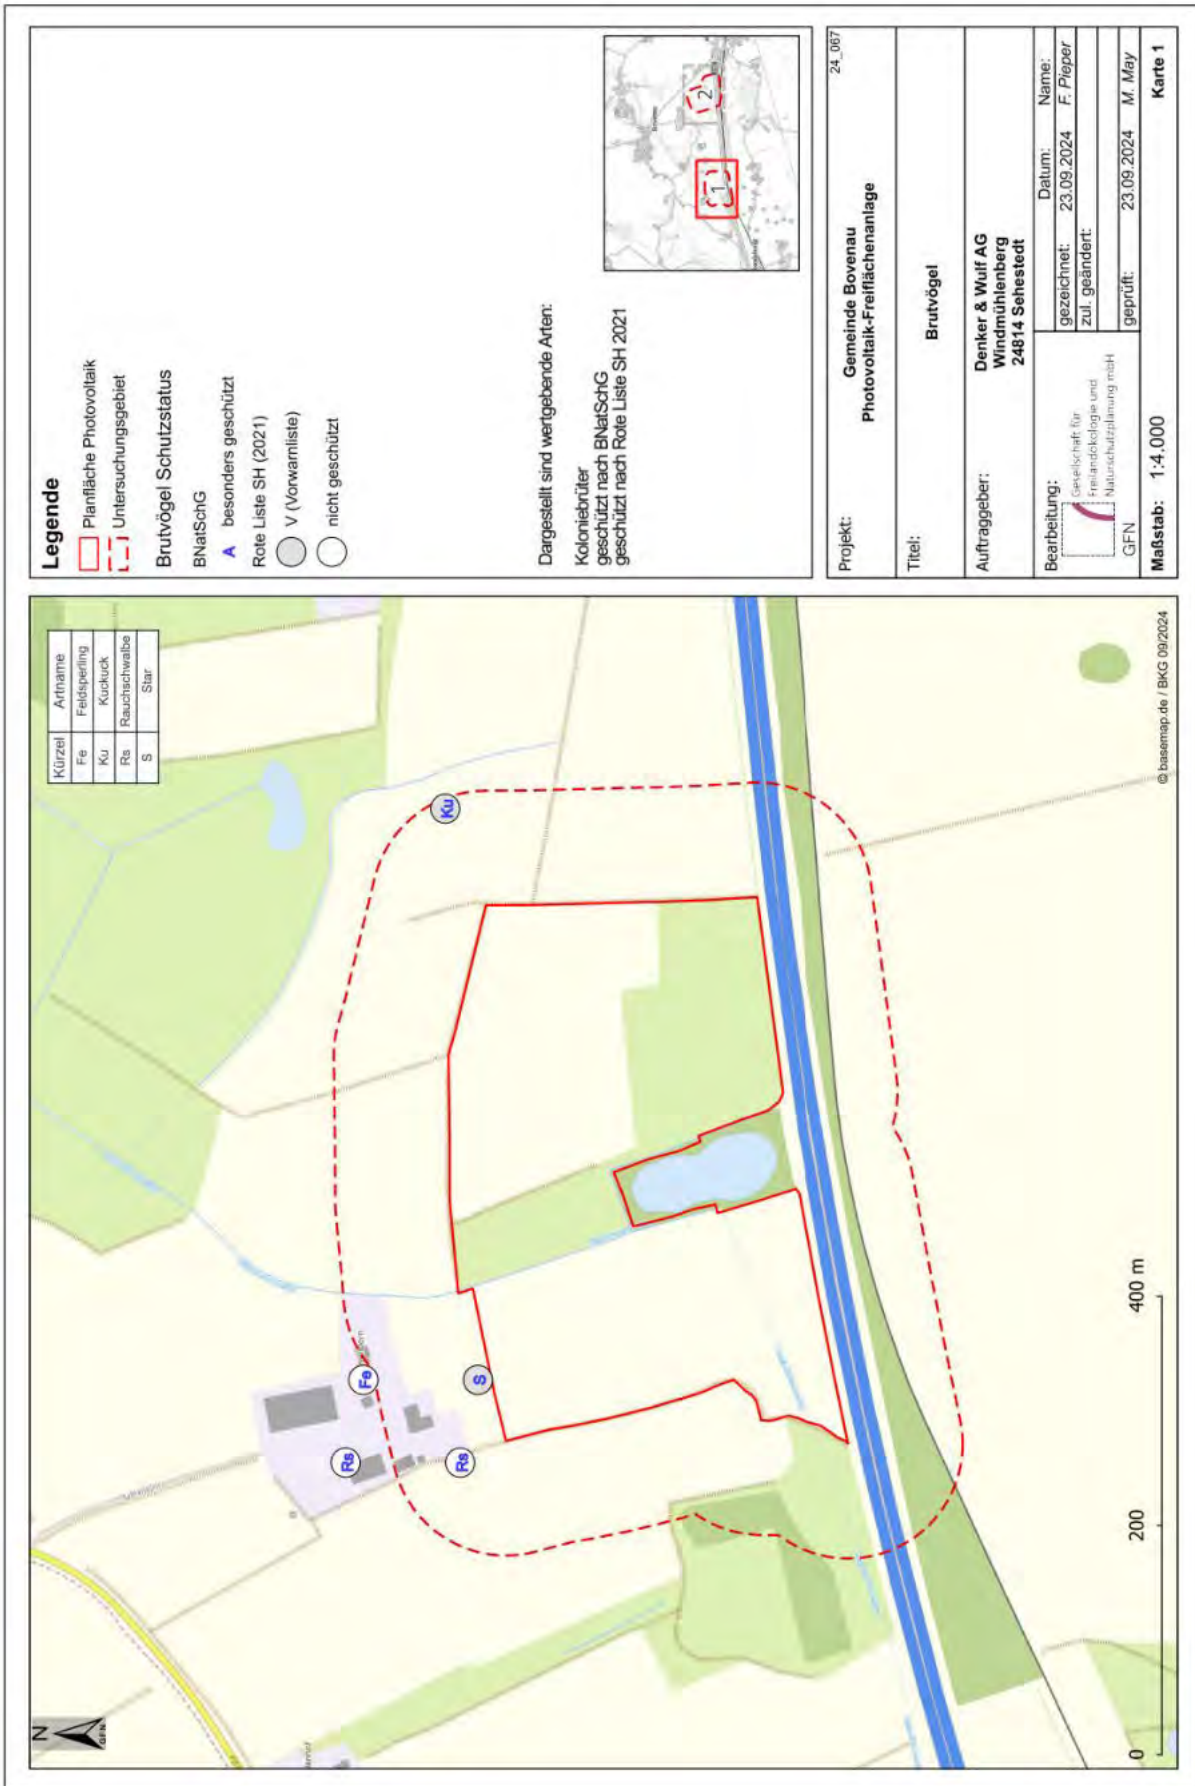 Kürzel Artname
Fe Feldsperling
Ku Kuckuck
Rs Rauchschwalbe
S Star
N
GFN
Rs
Fe
Rs
S
Ku
0 200 400 m
© basemap.de / BKG 09/2024
Legende
Planfläche Photovoltaik
Untersuchungsgebiet
Brutvögel Schutzstatus
BNatSchG
A besonders geschützt
Rote Liste SH (2021)
V (Vorwarnliste)
nicht geschützt
Dargestellt sind wertgebende Arten:
Koloniebrüter
geschützt nach BNatSchG
geschützt nach Rote Liste SH 2021
1
2
Projekt: 24_067
Gemeinde Bovenau
Photovoltaik-Freiflächenanlage
Titel:
Brutvögel
Auftraggeber: Denker & Wulf AG
Windmühlenberg
24814 Sehestedt
Bearbeitung: Datum: Name:
gezeichnet: 23.09.2024 F. Pieper
zul. geändert:
geprüft: 23.09.2024 M. May
GFN
Gesellschaft für
Freilandökologie und
Naturschutzplanung mbH
Maßstab: 1:4.000 Karte 1